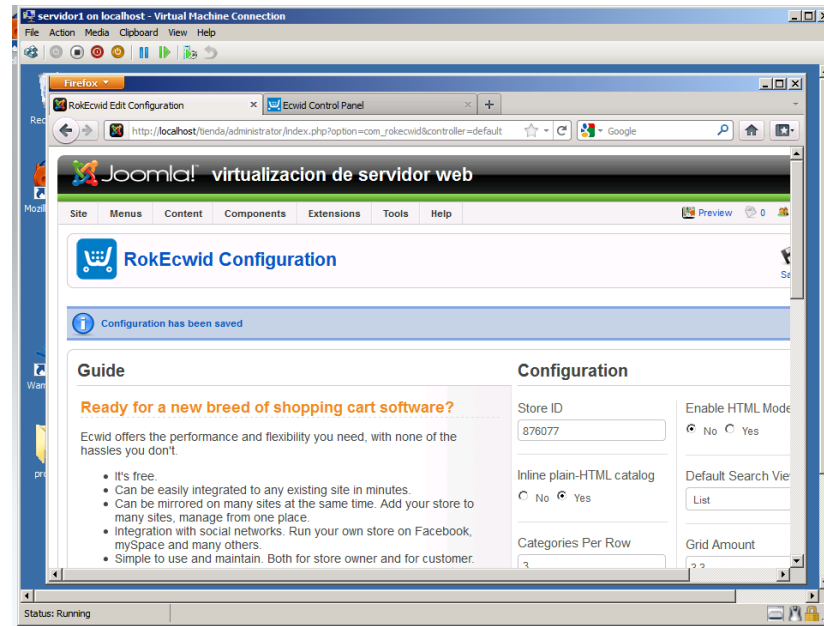 servidor1 on localhost - Virtual Machine Connection
File Action Media Clipboard View Help
Firefox
RokEcwid Edit Configuration
Ecwid Control Panel
http://localhost/tienda/administrator/index.php?option=com_rokecwid&controller=default
Google
Joomla! virtualizacion de servidor web
Site Menus Content Components Extensions Tools Help
Preview 0
RokEcwid Configuration
Configuration has been saved
Guide
Ready for a new breed of shopping cart software?
Ecwid offers the performance and flexibility you need, with none of the
hassles you don't.
• It's free.
• Can be easily integrated to any existing site in minutes.
• Can be mirrored on many sites at the same time. Add your store to
many sites, manage from one place.
• Integration with social networks. Run your own store on Facebook,
mySpace and many others.
• Simple to use and maintain. Both for store owner and for customer.
Configuration
Store ID
876077
Enable HTML Mode
No Yes
Inline plain-HTML catalog
No Yes
Default Search Vie
List
Categories Per Row
3
Grid Amount
Status: Running